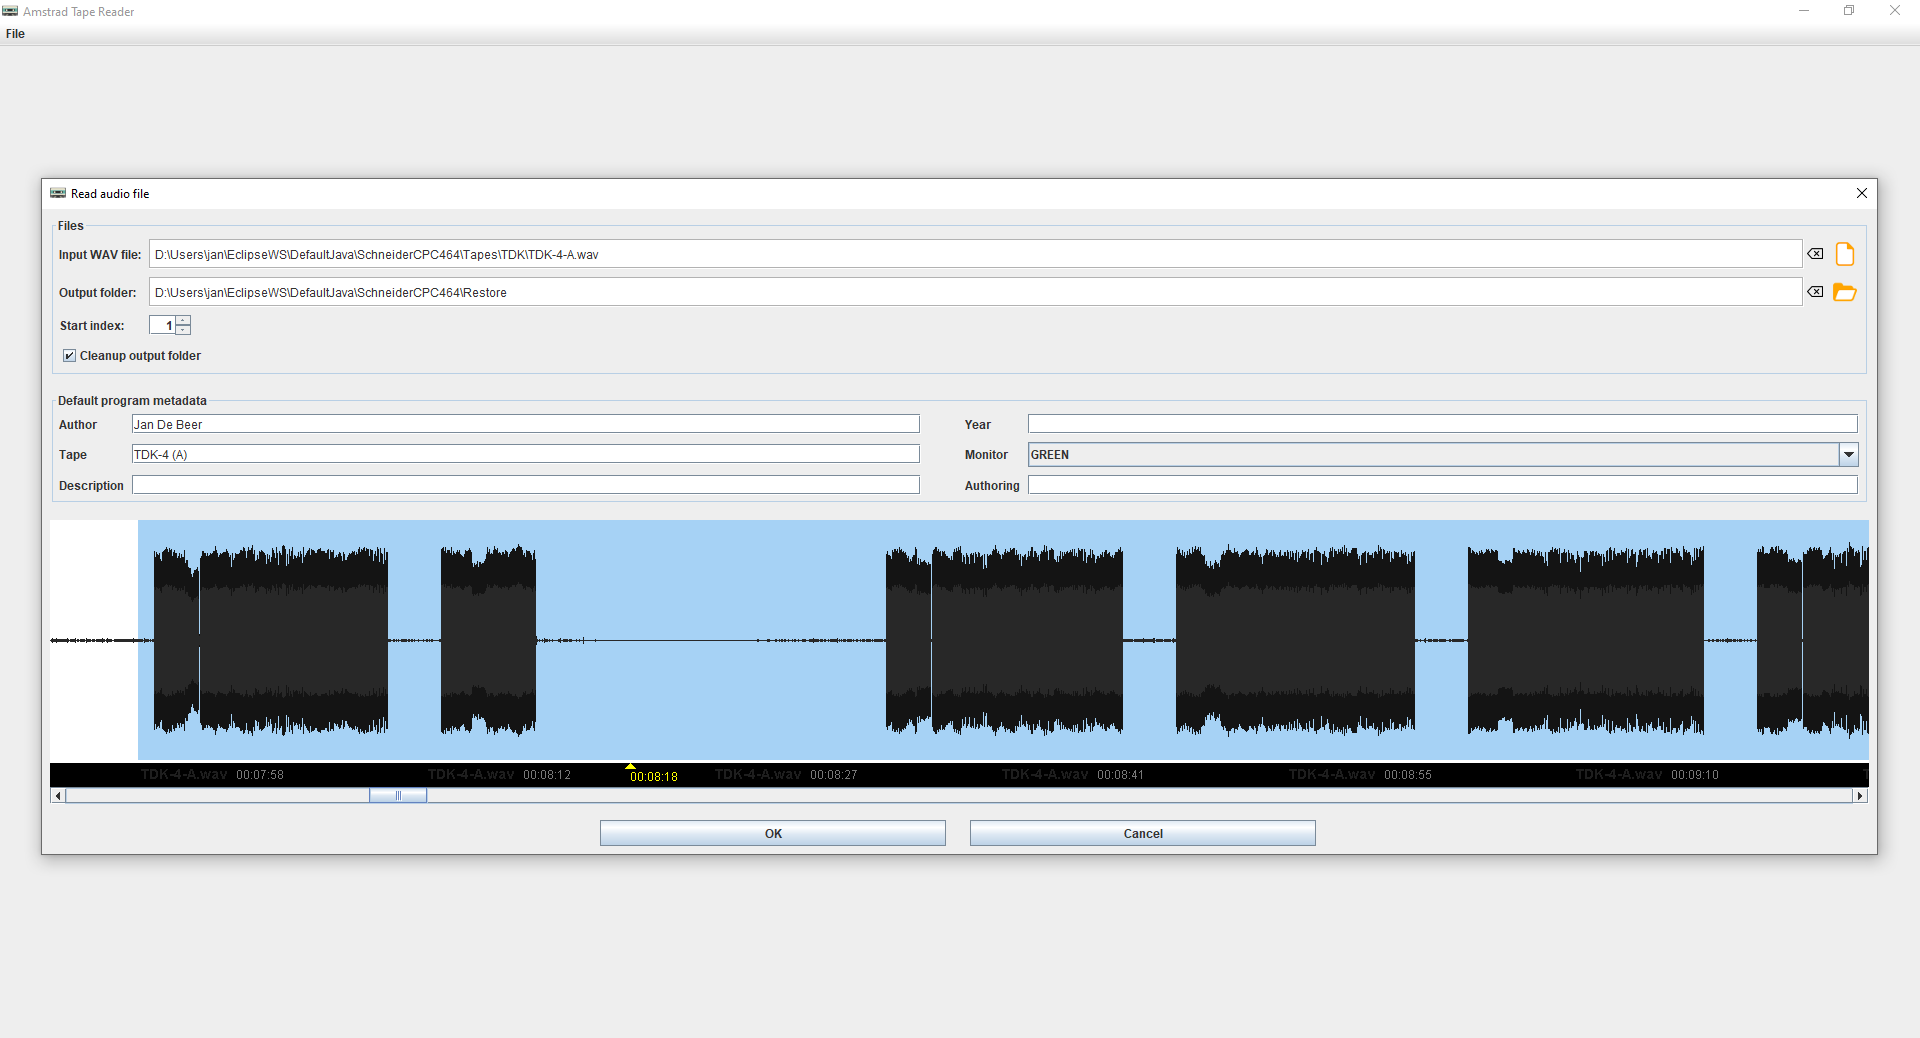 Amstrad Tape Reader
File
Read audio file
Files
Input WAV file: D:\Users\jan\EclipseWS\DefaultJava\SchneiderCPC464\Tapes\TDK\TDK-4-A.wav
Output folder: D:\Users\jan\EclipseWS\DefaultJava\SchneiderCPC464\Restore
Start index: 1
Cleanup output folder
Default program metadata
Author Jan De Beer Year
Tape TDK-4 (A) Monitor GREEN
Description Authoring
TDK-4-A.wav 00:07:58 TDK-4-A.wav 00:08:12 00:08:18 TDK-4-A.wav 00:08:27 TDK-4-A.wav 00:08:41 TDK-4-A.wav 00:08:55 TDK-4-A.wav 00:09:10
OK Cancel